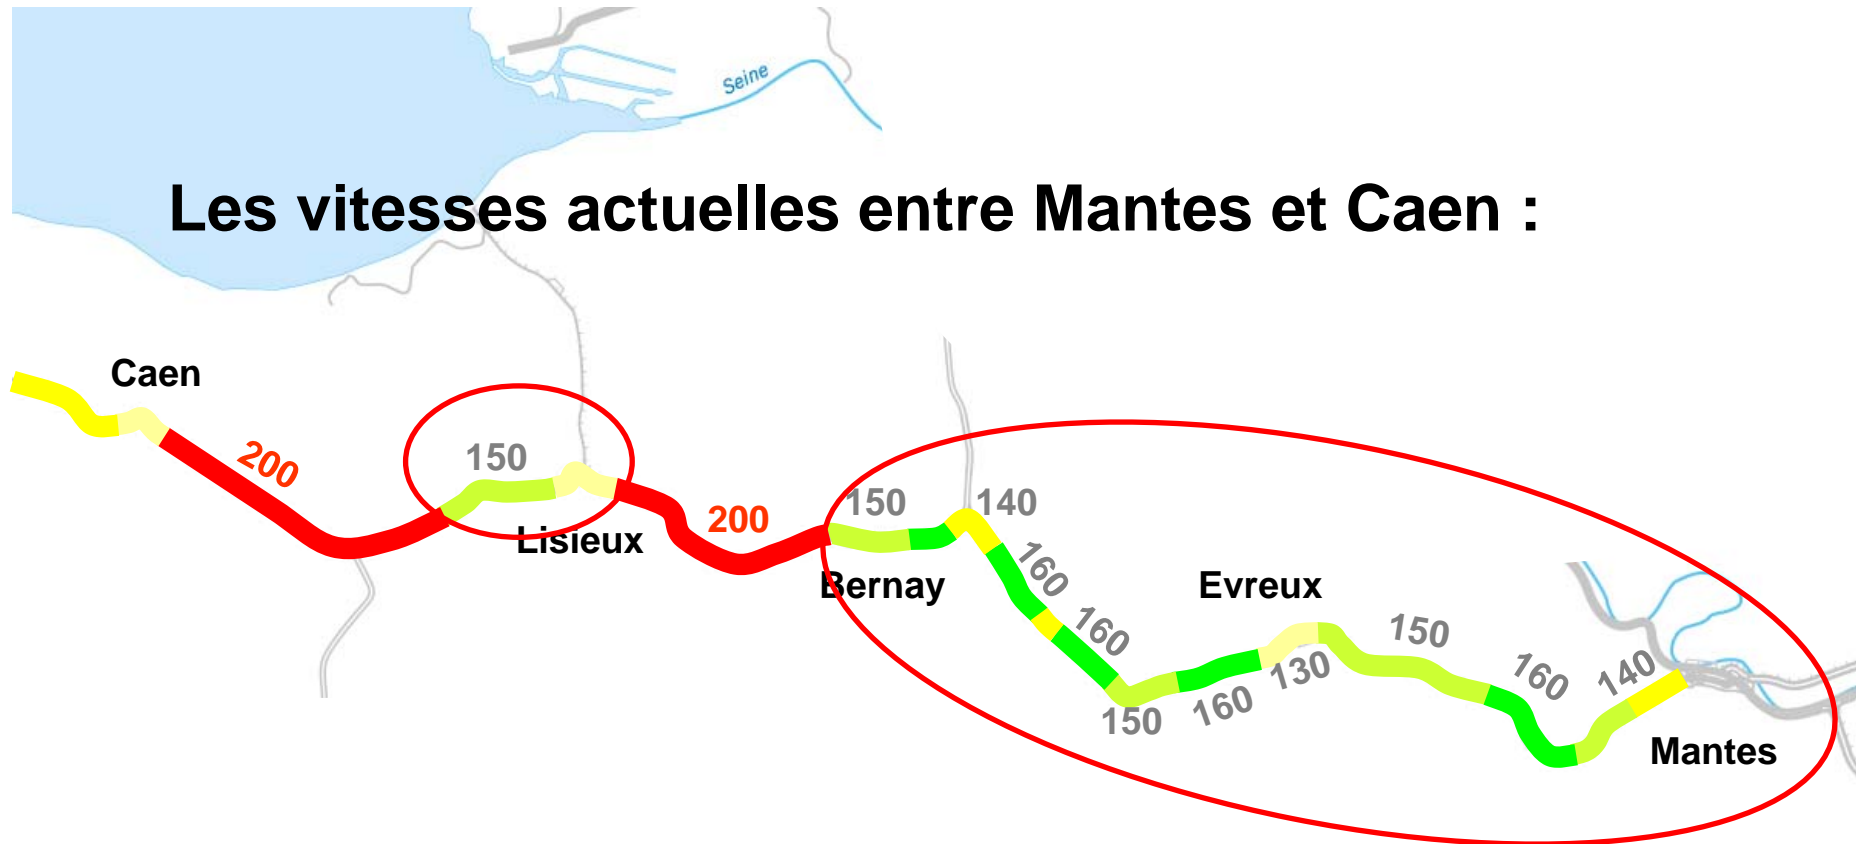 Seine
Les vitesses actuelles entre Mantes et Caen :
Caen
200
150
Lisieux
200
150
140
Bernay
160
160
Evreux
150
160
130
150
160
140
Mantes